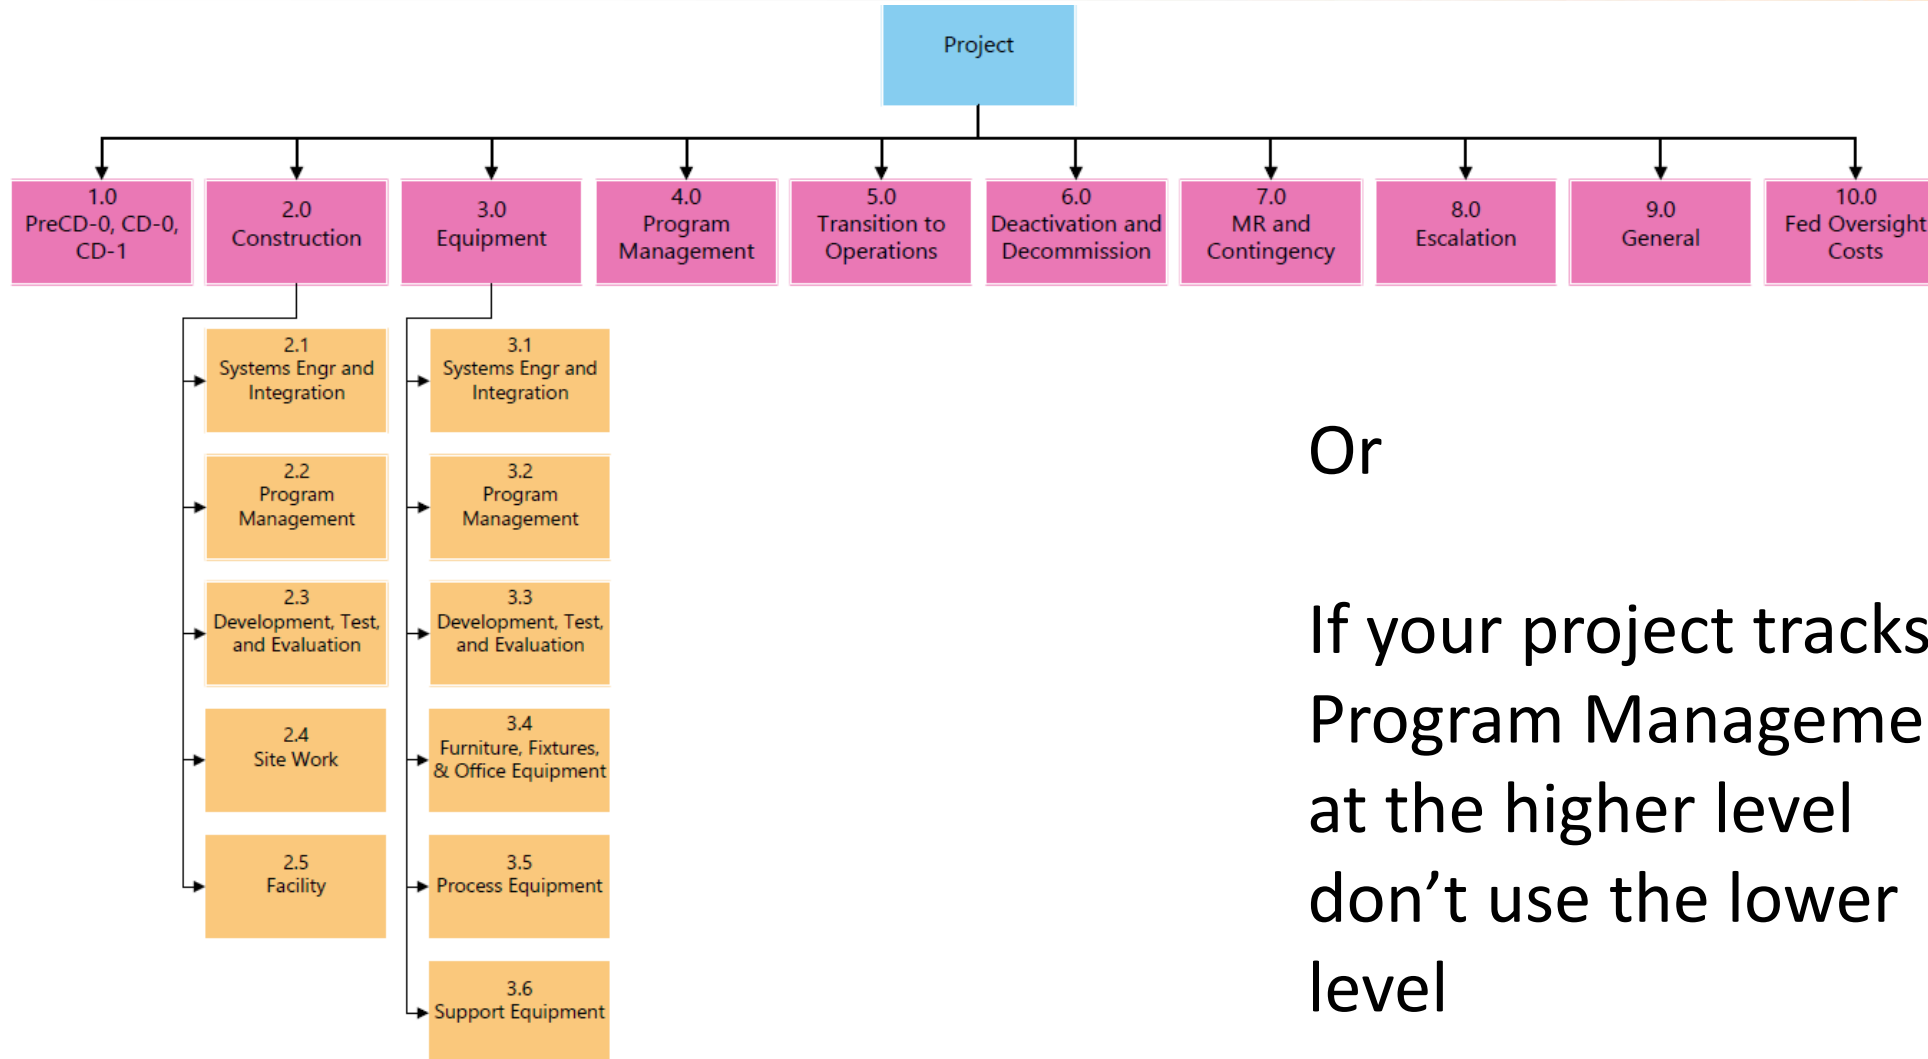 Project
1.0
PreCD-0, CD-0,
CD-1
2.0
Construction
3.0
Equipment
4.0
Program
Management
5.0
Transition to
Operations
6.0
Deactivation and
Decommission
7.0
MR and
Contingency
8.0
Escalation
9.0
General
10.0
Fed Oversight
Costs
2.1
Systems Engr and
Integration
2.2
Program
Management
2.3
Development, Test,
and Evaluation
2.4
Site Work
2.5
Facility
3.1
Systems Engr and
Integration
3.2
Program
Management
3.3
Development, Test,
and Evaluation
3.4
Furniture, Fixtures,
& Office Equipment
3.5
Process Equipment
3.6
Support Equipment
Or
If your project tracks
Program Manageme
at the higher level
don’t use the lower
level